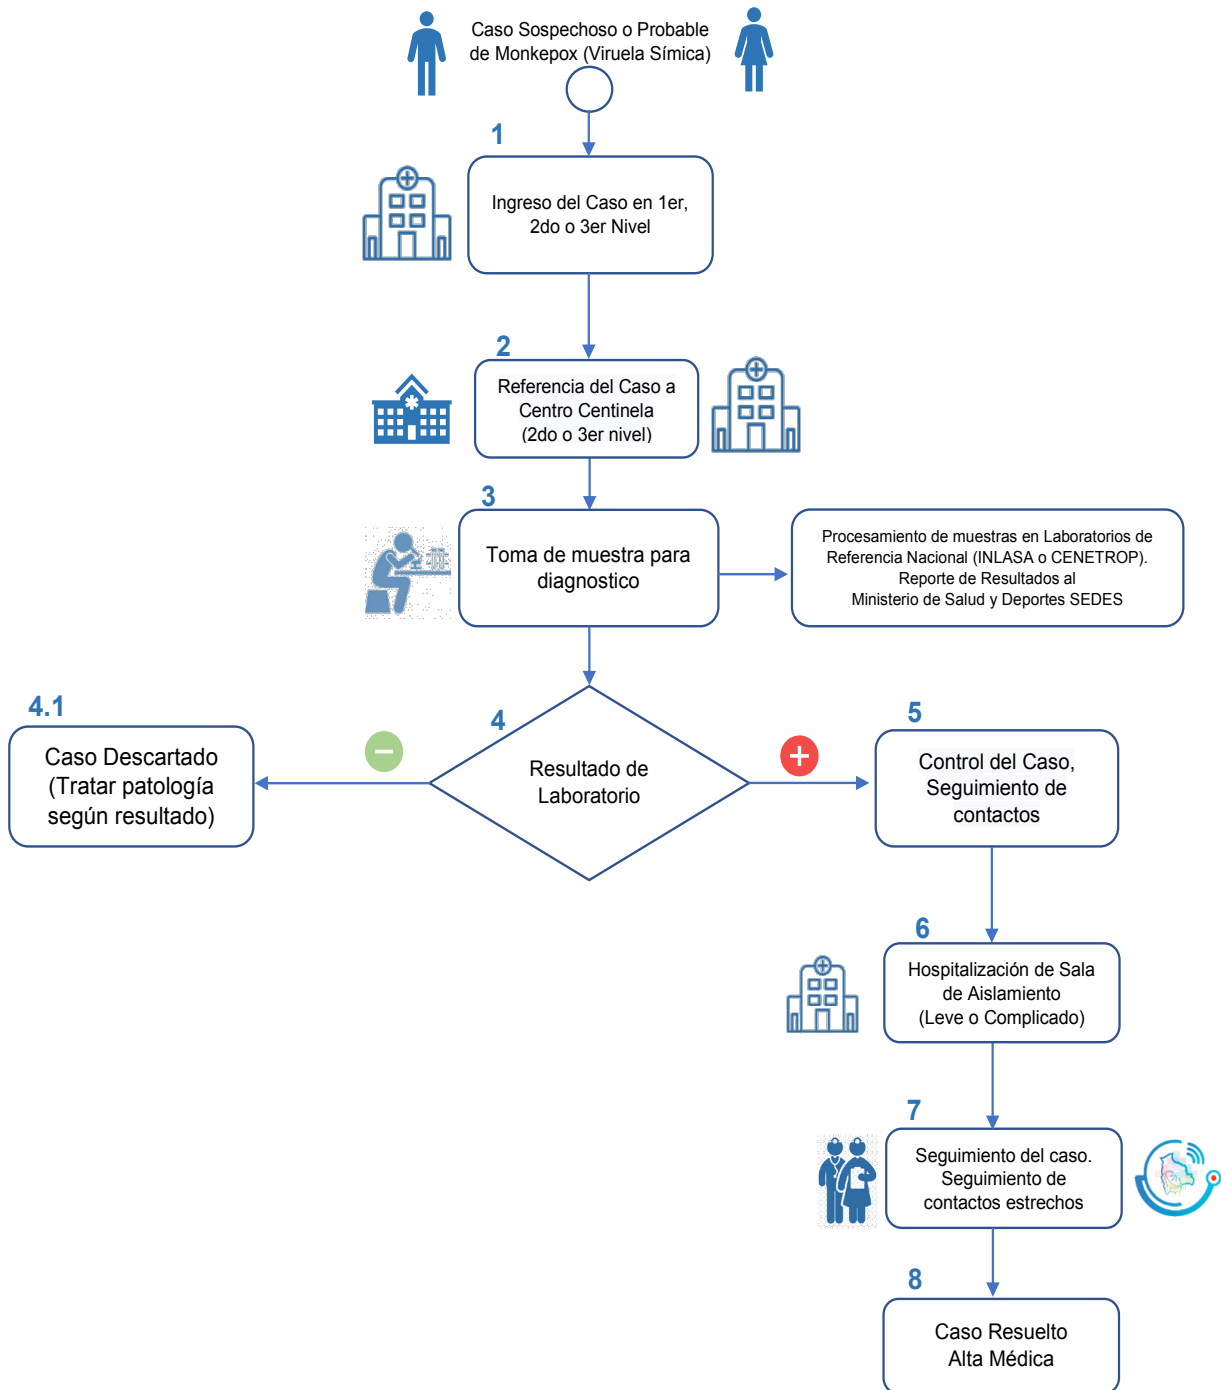 Caso Sospechoso o Probable
de Monkepox (Viruela Símica)
1
Ingreso del Caso en 1er,
2do o 3er Nivel
2
Referencia del Caso a
Centro Centinela
(2do o 3er nivel)
3
Toma de muestra para
diagnostico
Procesamiento de muestras en Laboratorios de
Referencia Nacional (INLASA o CENETROP).
Reporte de Resultados al
Ministerio de Salud y Deportes SEDES
4
Resultado de
Laboratorio
4.1
Caso Descartado
(Tratar patología
según resultado)
5
Control del Caso,
Seguimiento de
contactos
6
Hospitalización de Sala
de Aislamiento
(Leve o Complicado)
7
Seguimiento del caso.
Seguimiento de
contactos estrechos
8
Caso Resuelto
Alta Médica